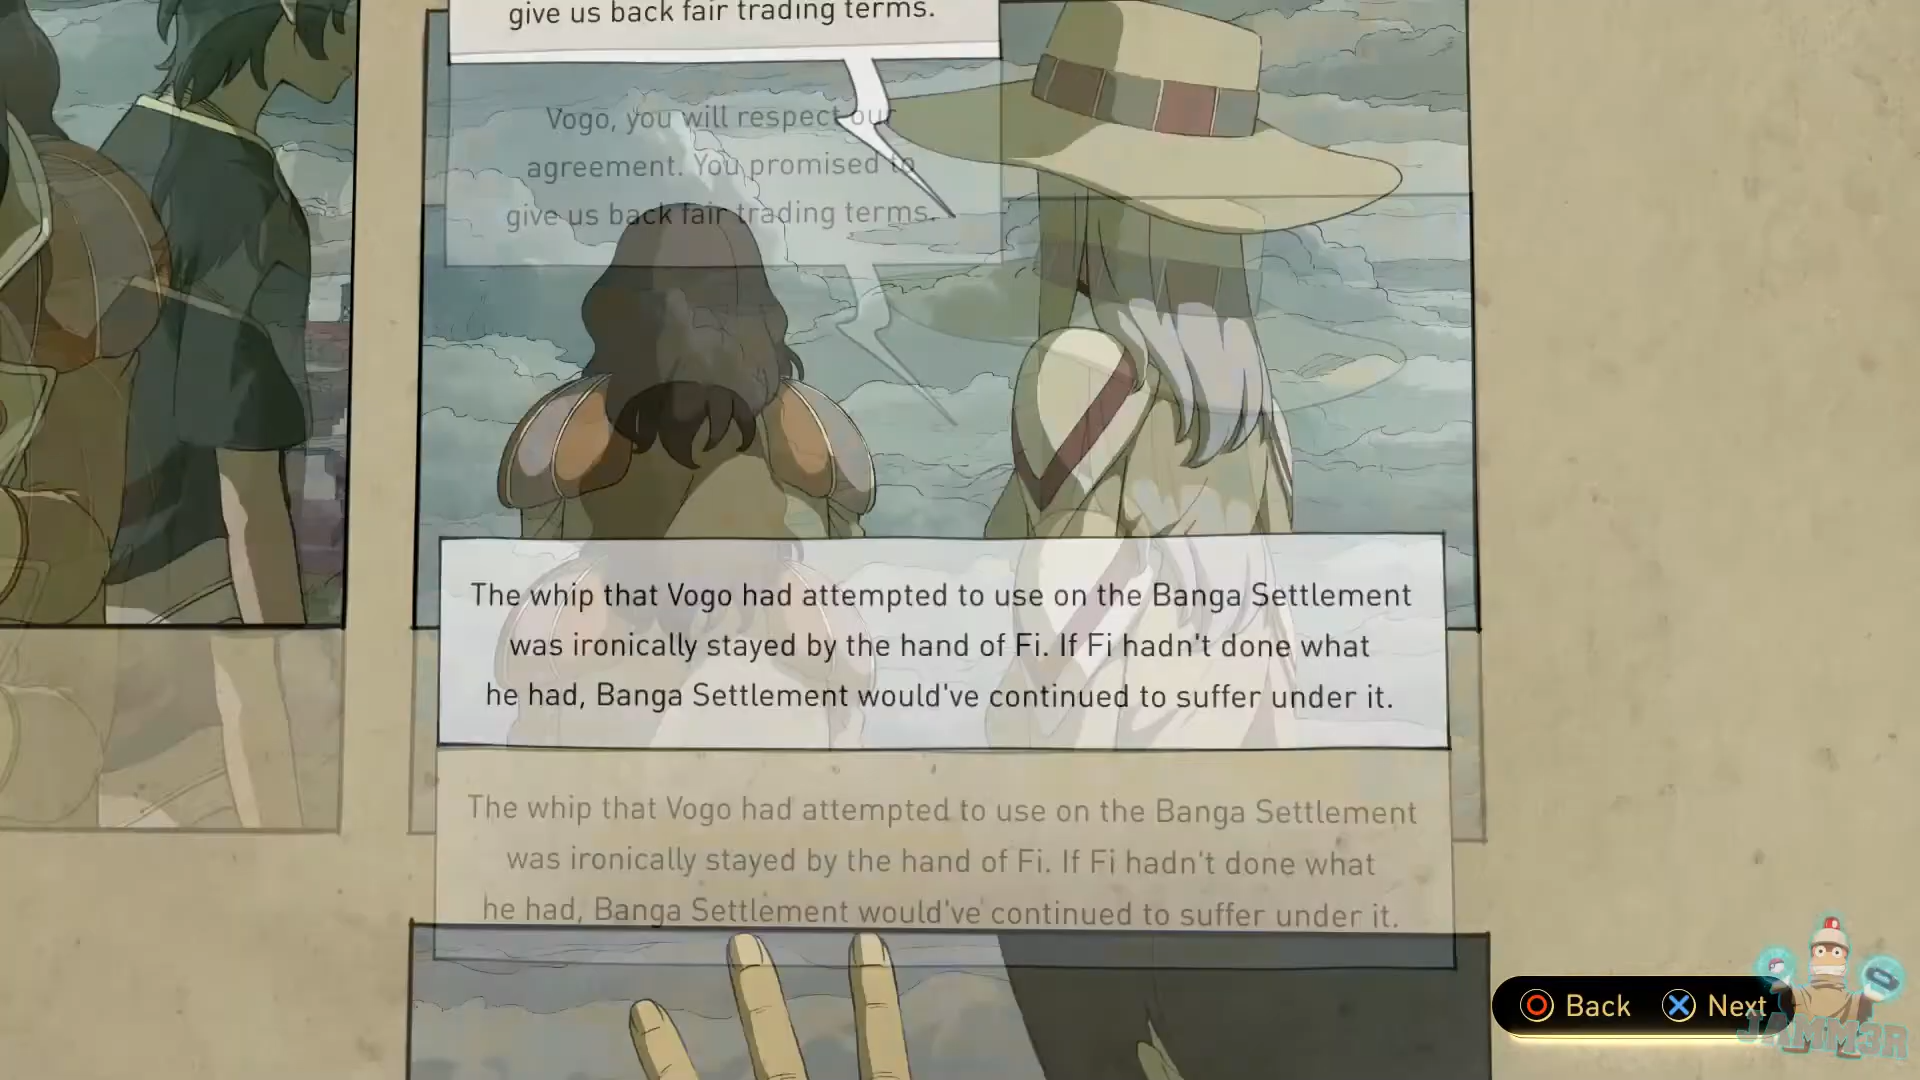 give us back fair trading terms.
Vogo, you will respect our
agreement. You promised to
give us back fair trading terms.
The whip that Vogo had attempted to use on the Banga Settlement
was ironically stayed by the hand of Fi. If Fi hadn't done what
he had, Banga Settlement would've continued to suffer under it.
The whip that Vogo had attempted to use on the Banga Settlement
was ironically stayed by the hand of Fi. If Fi hadn't done what
he had, Banga Settlement would've continued to suffer under it.
Back Next
JAMM3R